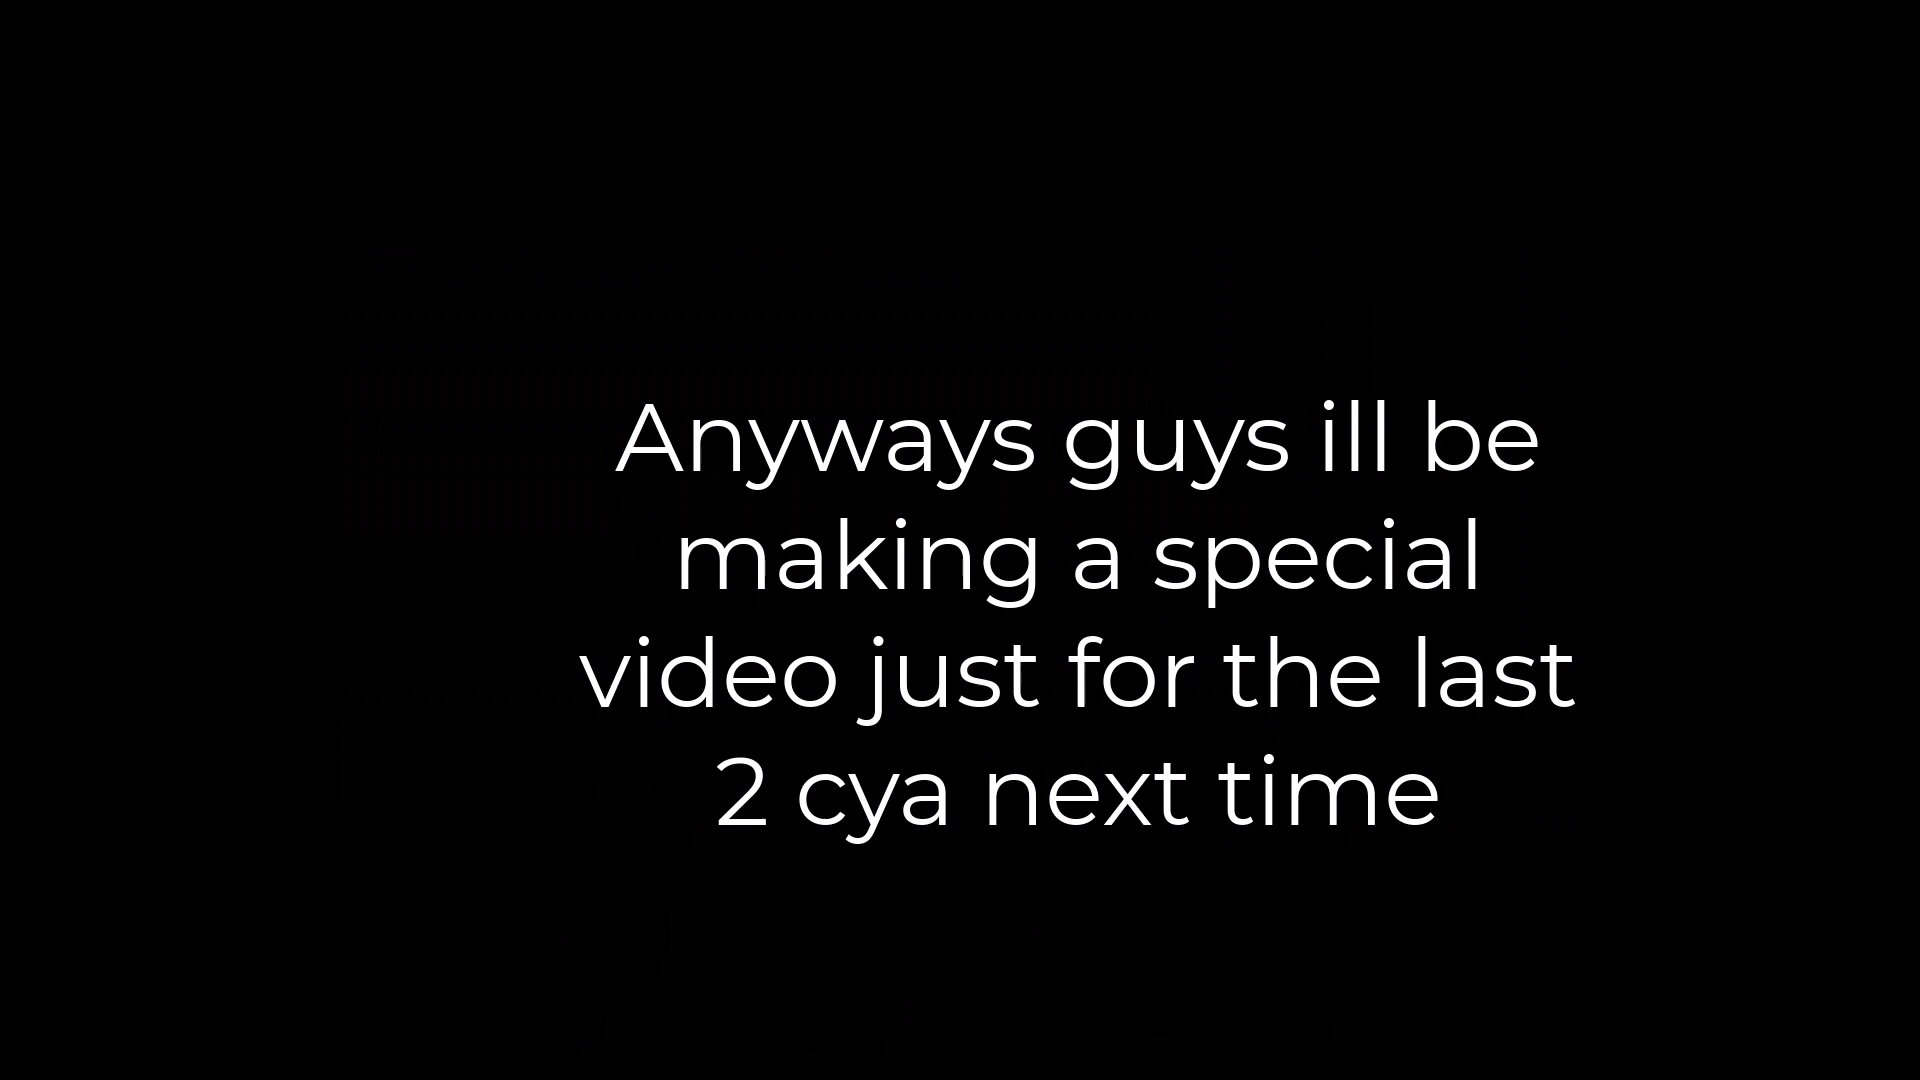 Anyways guys ill be
making a special
video just for the last
2 cya next time